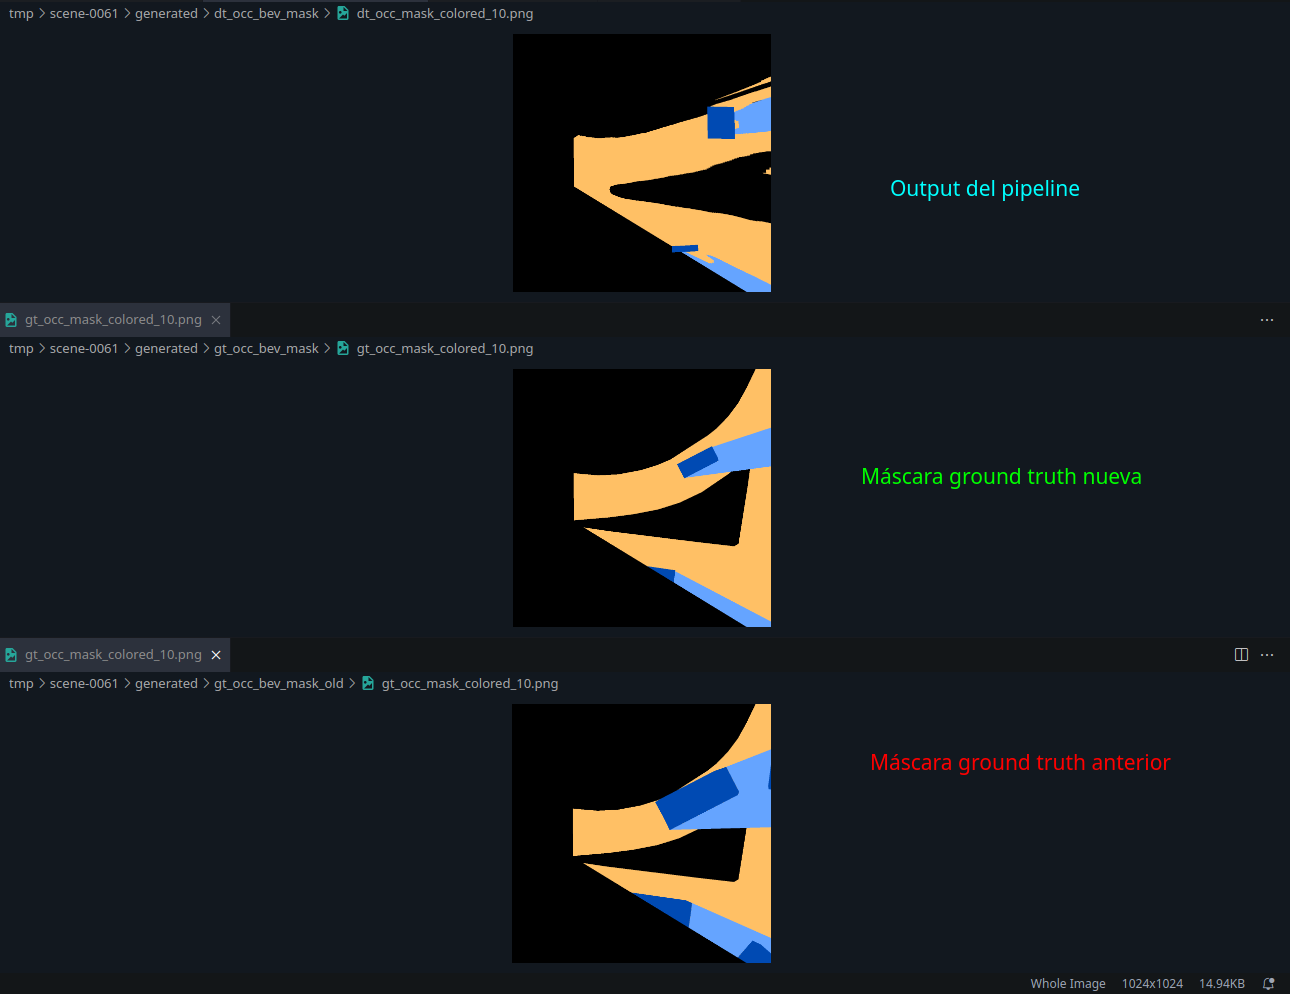 tmp > scene-0061 > generated > dt_occ_bev_mask > dt_occ_mask_colored_10.png
Output del pipeline
gt_occ_mask_colored_10.png ×
tmp > scene-0061 > generated > gt_occ_bev_mask > gt_occ_mask_colored_10.png
Máscara ground truth nueva
gt_occ_mask_colored_10.png ×
tmp > scene-0061 > generated > gt_occ_bev_mask_old > gt_occ_mask_colored_10.png
Máscara ground truth anterior
Whole Image 1024x1024 14.94KB